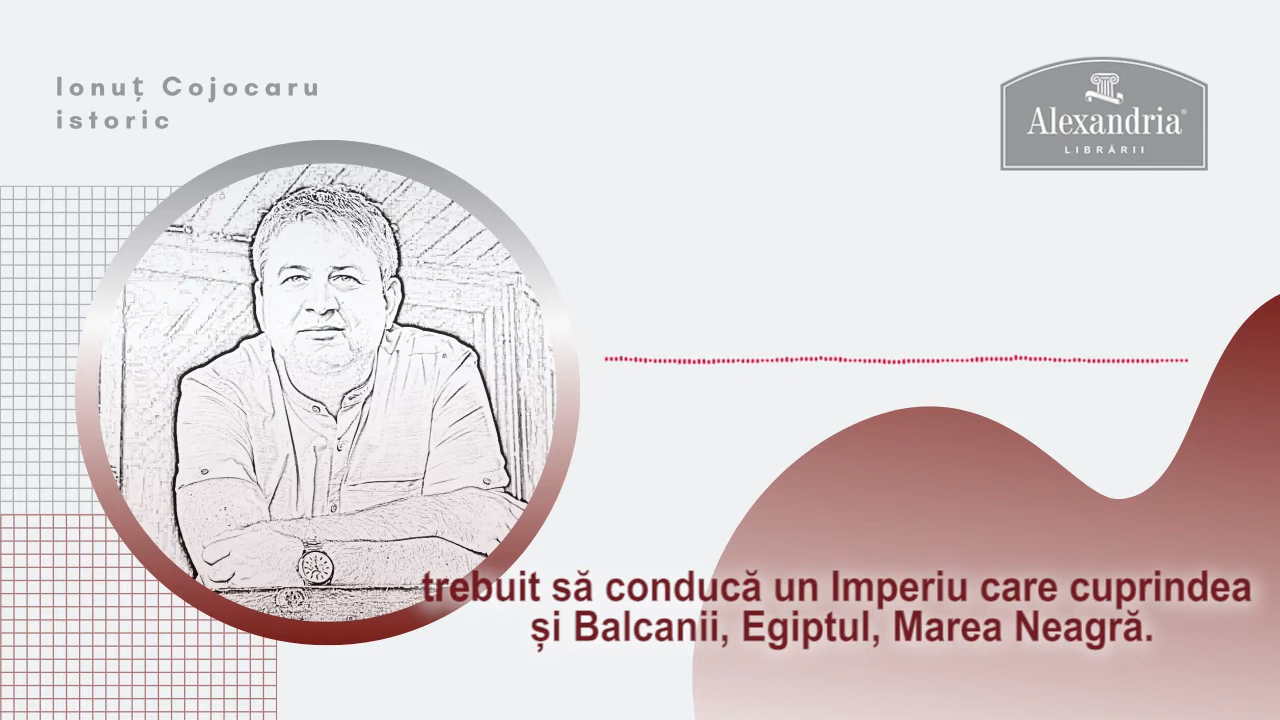 Ionuț Cojocaru
istoric
Alexandria®
LIBRĂRII
trebuit să conducă un Imperiu care cuprindea
și Balcanii, Egiptul, Marea Neagră.